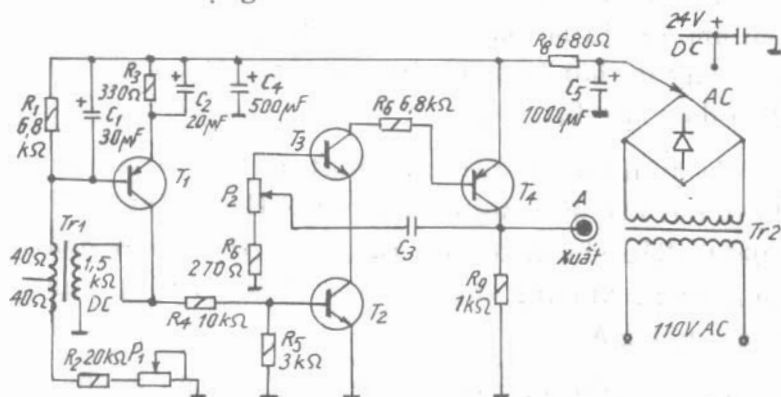 24V +
DC
R8 680Ω
R3
330Ω
+
C2
20μF
+
C4
500μF
+
C5
1000μF
AC
R1
6,8
kΩ
+
C1
30μF
T1
T3
R6 6,8kΩ
T4
P2
C3
A
Xuất
Tr2
Tr1
40Ω
40Ω
1,5
kΩ
DC
R6
270Ω
R4 10kΩ
T2
R9
1kΩ
R5
3kΩ
110V AC
R2 20kΩ P1